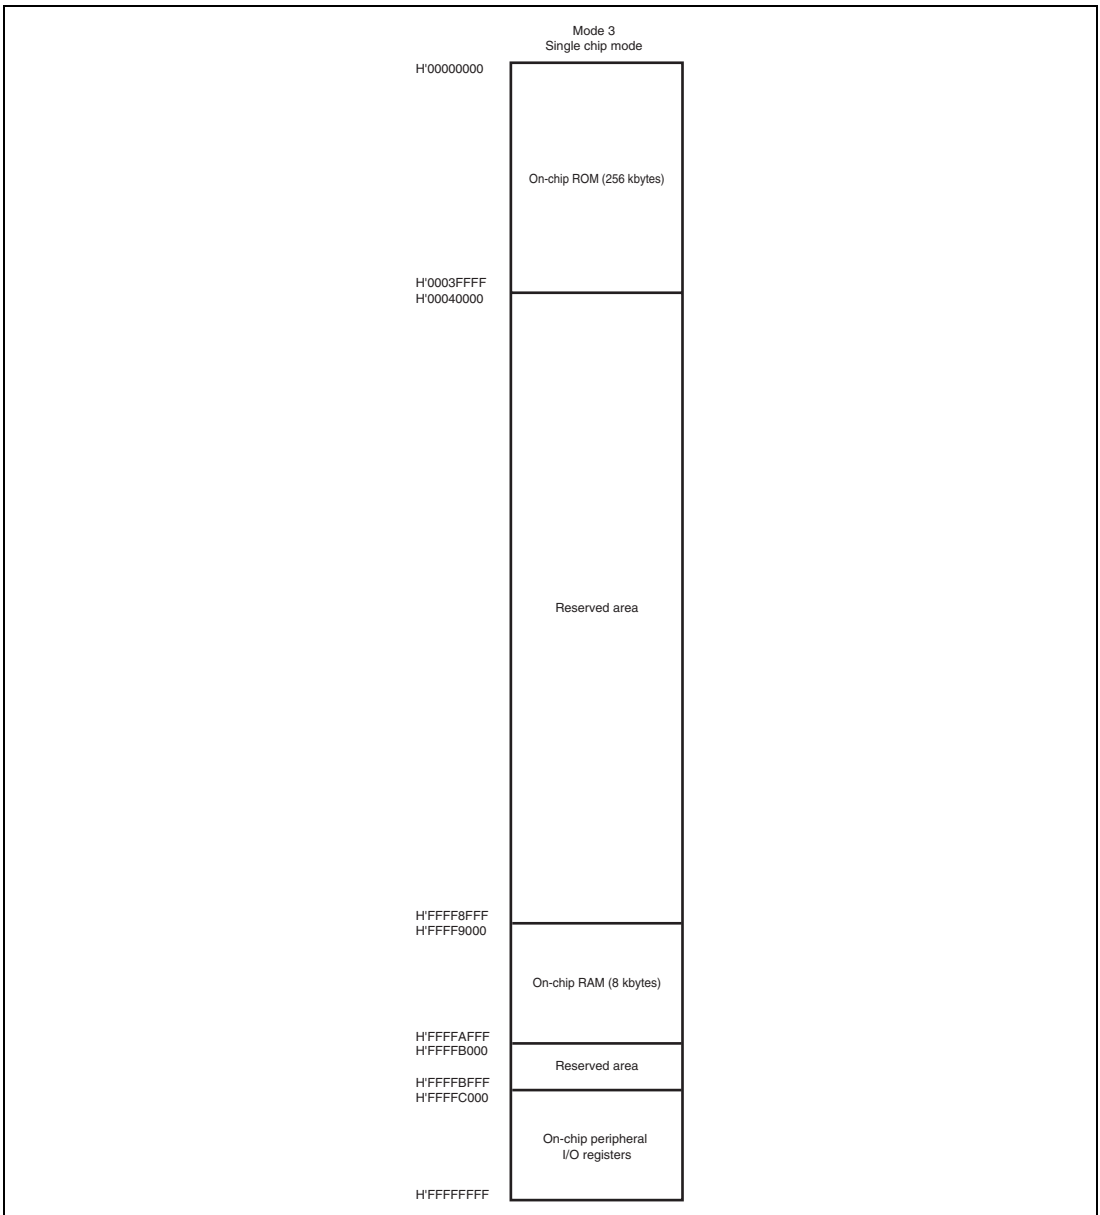 Mode 3
Single chip mode
H'00000000
On-chip ROM (256 kbytes)
H'0003FFFF
H'00040000
Reserved area
H'FFFF8FFF
H'FFFF9000
On-chip RAM (8 kbytes)
H'FFFFAFFF
H'FFFFB000
Reserved area
H'FFFFBFFF
H'FFFFC000
On-chip peripheral
I/O registers
H'FFFFFFFF